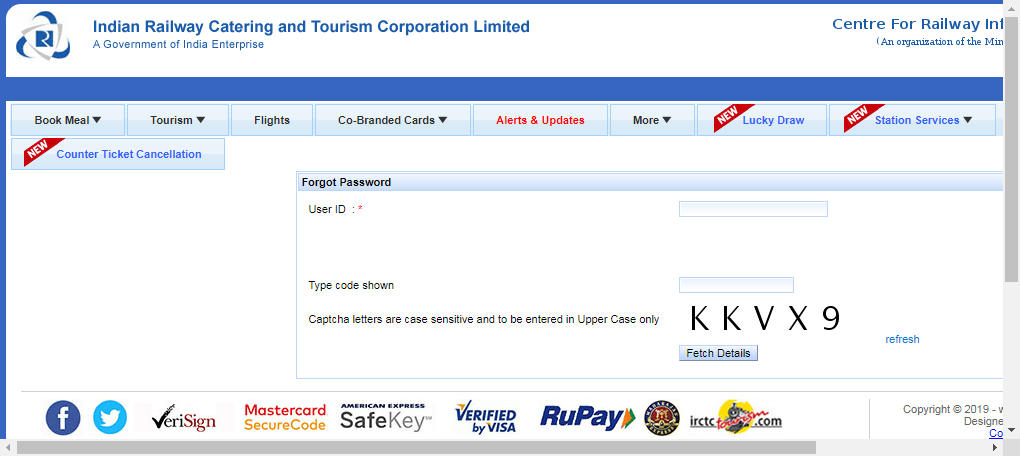 Indian Railway Catering and Tourism Corporation Limited
A Government of India Enterprise
Centre For Railway Inf
(An organization of the Min
Book Meal
Tourism
Flights
Co-Branded Cards
Alerts & Updates
More
NEW Lucky Draw
NEW Station Services
NEW Counter Ticket Cancellation
Forgot Password
User ID : *
Type code shown
Captcha letters are case sensitive and to be entered in Upper Case only
K K V X 9
refresh
Fetch Details
VeriSign
Mastercard
SecureCode
AMERICAN EXPRESS
SafeKey
VERIFIED
by VISA
RuPay
irctc tourism .com
Copyright © 2019 - w
Designe
Co